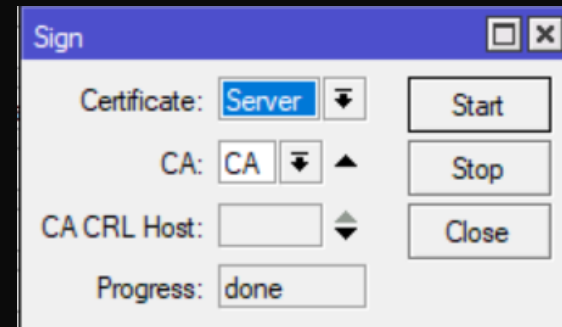 Sign
Certificate: Server Start
CA: CA Stop
CA CRL Host: Close
Progress: done